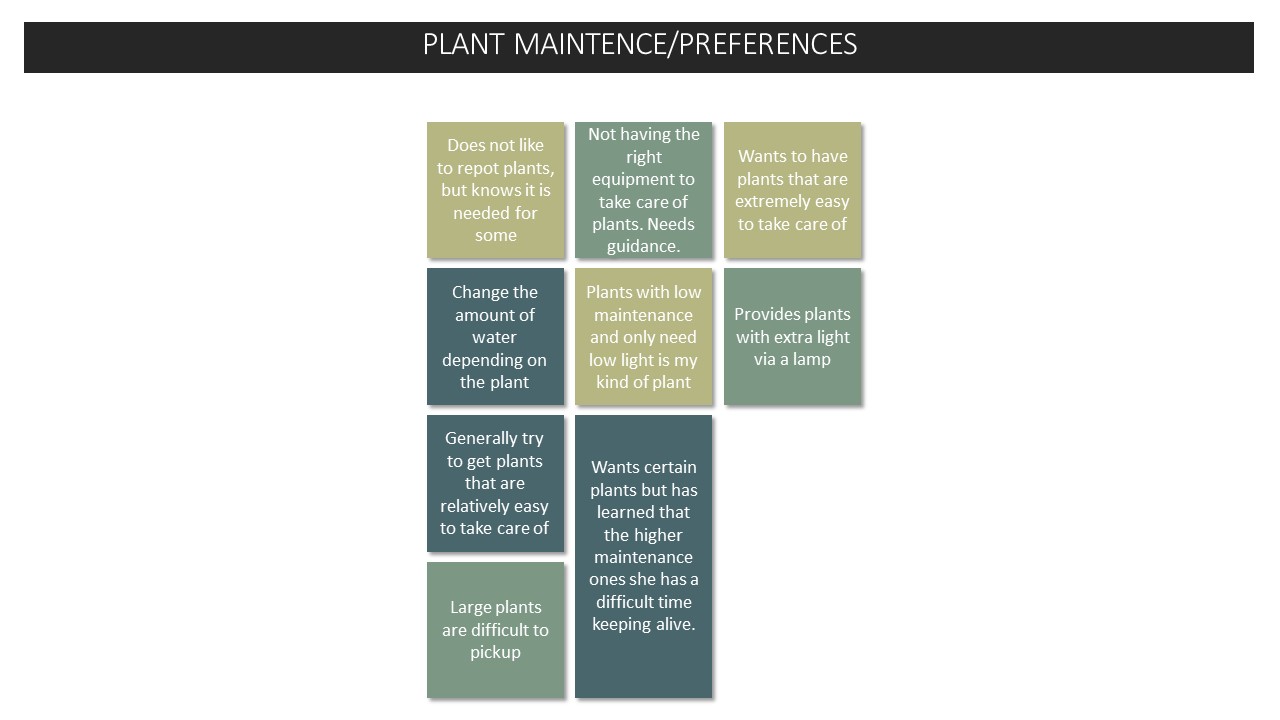 PLANT MAINTENCE/PREFERENCES
Does not like
to repot plants,
but knows it is
needed for
some
Not having the
right
equipment to
take care of
plants. Needs
guidance.
Wants to have
plants that are
extremely easy
to take care of
Change the
amount of
water
depending on
the plant
Plants with low
maintenance
and only need
low light is my
kind of plant
Provides plants
with extra light
via a lamp
Generally try
to get plants
that are
relatively easy
to take care of
Wants certain
plants but has
learned that
the higher
maintenance
ones she has a
difficult time
keeping alive.
Large plants
are difficult to
pickup